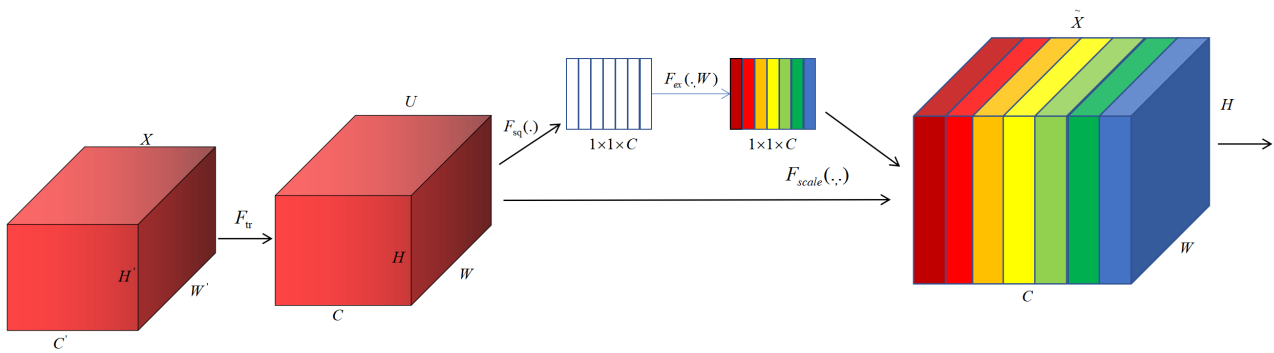 X
H'
W'
C'
F_tr
U
H
W
C
F_sq(.)
1×1×C
F_ex(.,W)
1×1×C
F_scale(.,.)
X̃
H
W
C